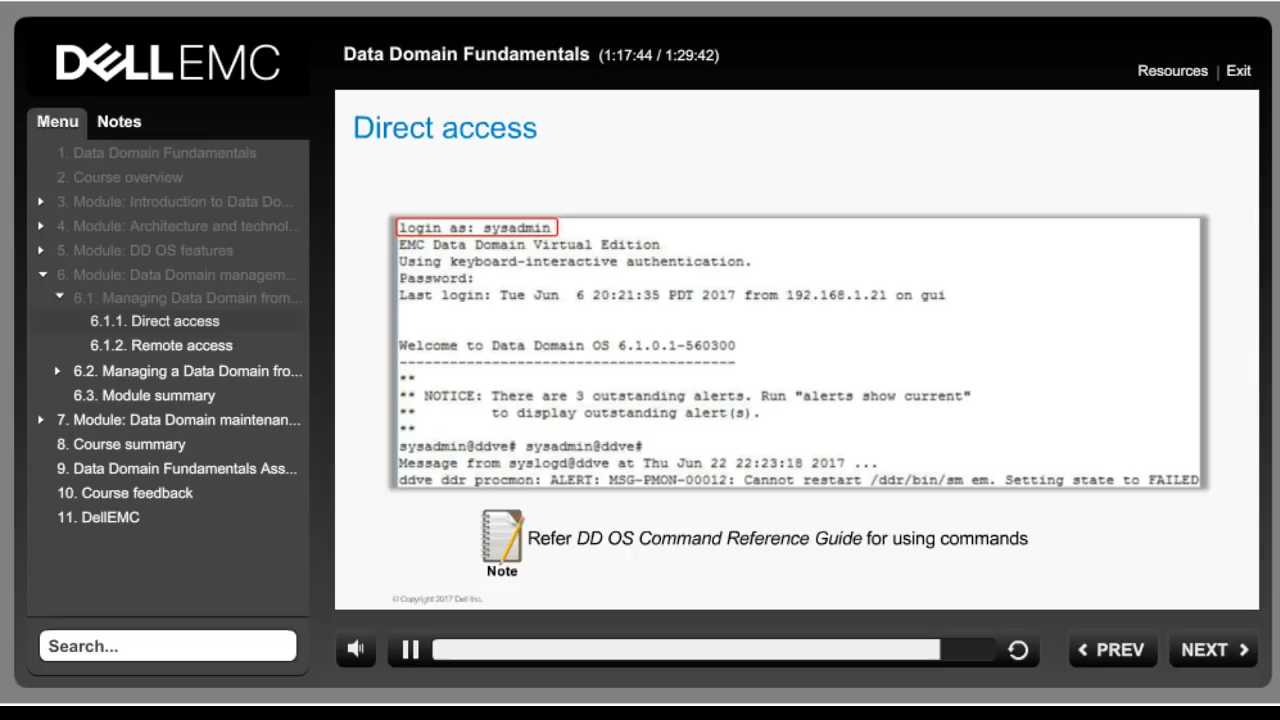 DELLEMC
Data Domain Fundamentals (1:17:44 / 1:29:42)
Resources | Exit
Menu Notes
1. Data Domain Fundamentals
2. Course overview
3. Module: Introduction to Data Do...
4. Module: Architecture and technol...
5. Module: DD OS features
6. Module: Data Domain managem...
6.1. Managing Data Domain from...
6.1.1. Direct access
6.1.2. Remote access
6.2. Managing a Data Domain fro...
6.3. Module summary
7. Module: Data Domain maintenan...
8. Course summary
9. Data Domain Fundamentals Ass...
10. Course feedback
11. DellEMC
Search...
Direct access
login as: sysadmin
EMC Data Domain Virtual Edition
Using keyboard-interactive authentication.
Password:
Last login: Tue Jun  6 20:21:35 PDT 2017 from 192.168.1.21 on gui
Welcome to Data Domain OS 6.1.0.1-560300
----------------------------------------
**
** NOTICE: There are 3 outstanding alerts. Run "alerts show current"
**         to display outstanding alert(s).
**
sysadmin@ddve# sysadmin@ddve#
Message from syslogd@ddve at Thu Jun 22 22:23:18 2017 ...
ddve ddr procmon: ALERT: MSG-PMON-00012: Cannot restart /ddr/bin/sm em. Setting state to FAILED
Note
Refer DD OS Command Reference Guide for using commands
© Copyright 2017 Dell Inc.
< PREV
NEXT >